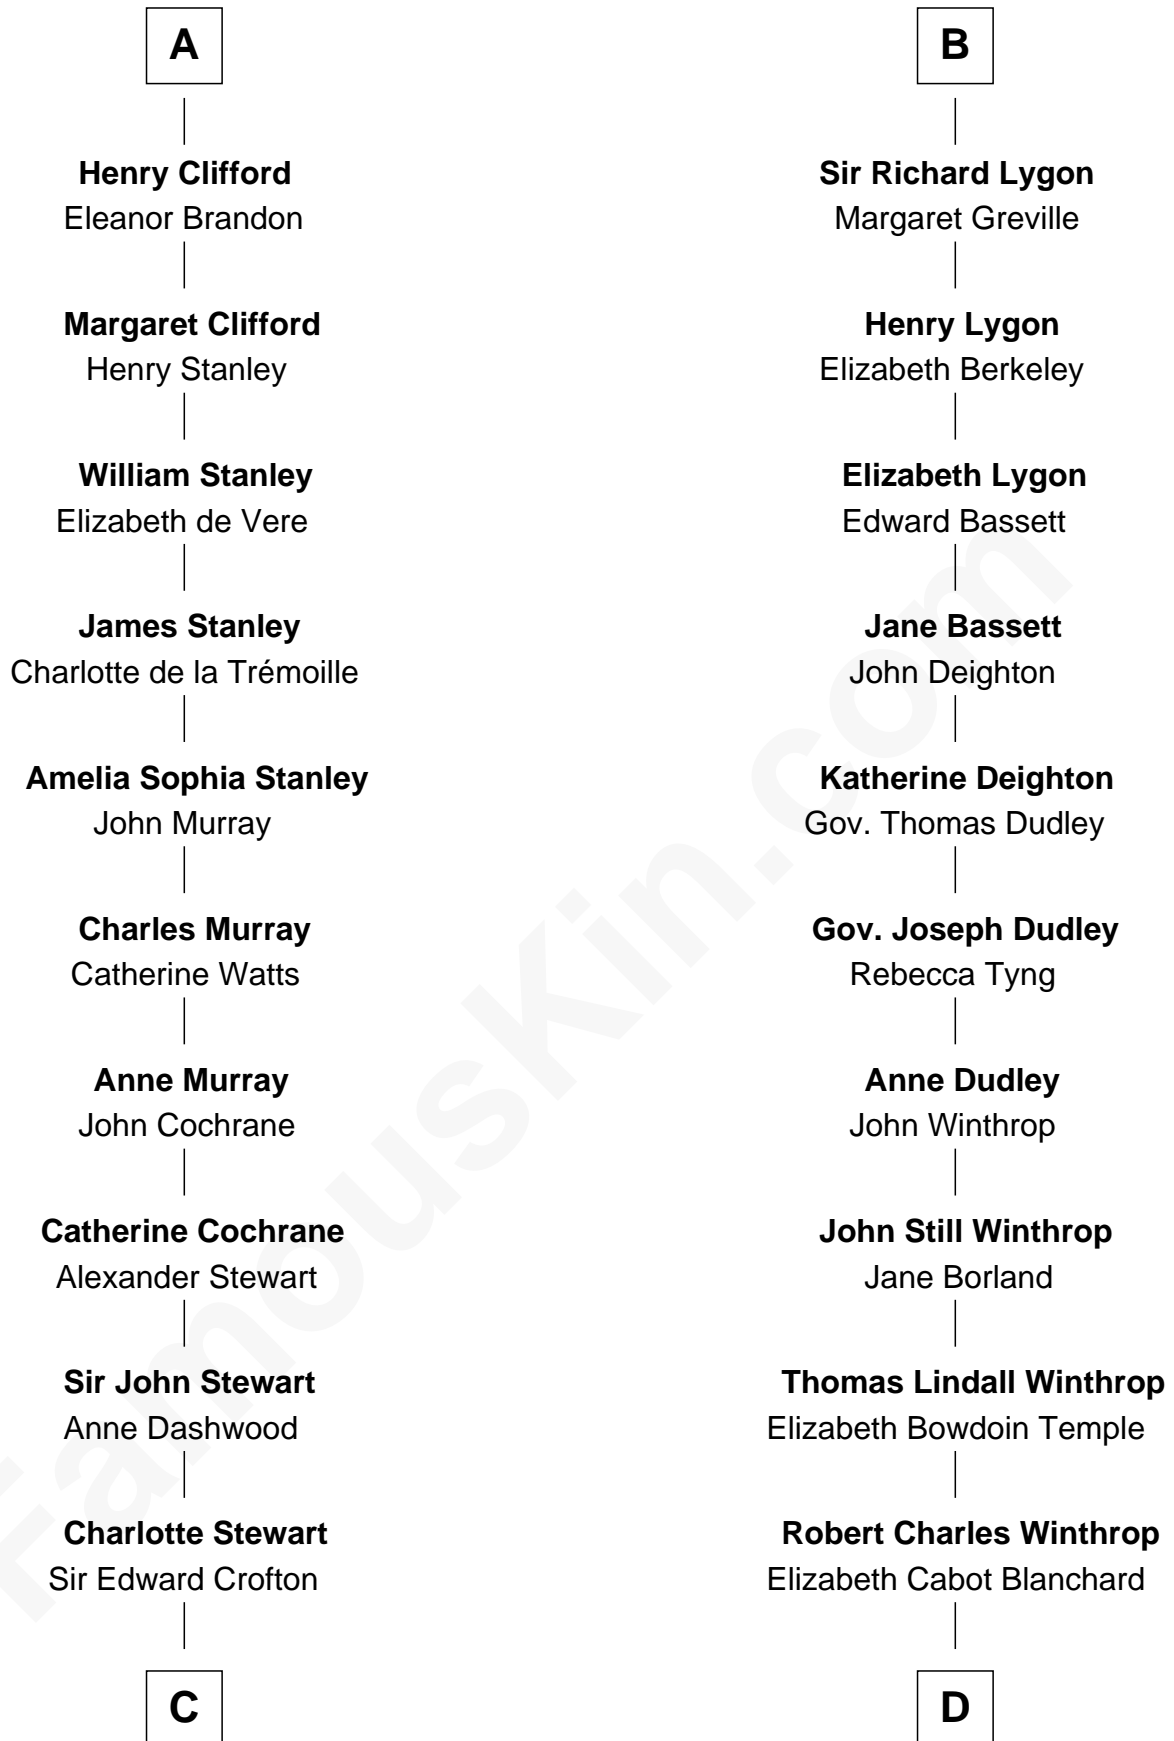 A
Henry Clifford
Eleanor Brandon
Margaret Clifford
Henry Stanley
William Stanley
Elizabeth de Vere
James Stanley
Charlotte de la Trémoille
Amelia Sophia Stanley
John Murray
Charles Murray
Catherine Watts
Anne Murray
John Cochrane
Catherine Cochrane
Alexander Stewart
Sir John Stewart
Anne Dashwood
Charlotte Stewart
Sir Edward Crofton
C
B
Sir Richard Lygon
Margaret Greville
Henry Lygon
Elizabeth Berkeley
Elizabeth Lygon
Edward Bassett
Jane Bassett
John Deighton
Katherine Deighton
Gov. Thomas Dudley
Gov. Joseph Dudley
Rebecca Tyng
Anne Dudley
John Winthrop
John Still Winthrop
Jane Borland
Thomas Lindall Winthrop
Elizabeth Bowdoin Temple
Robert Charles Winthrop
Elizabeth Cabot Blanchard
D
FamousKin.com